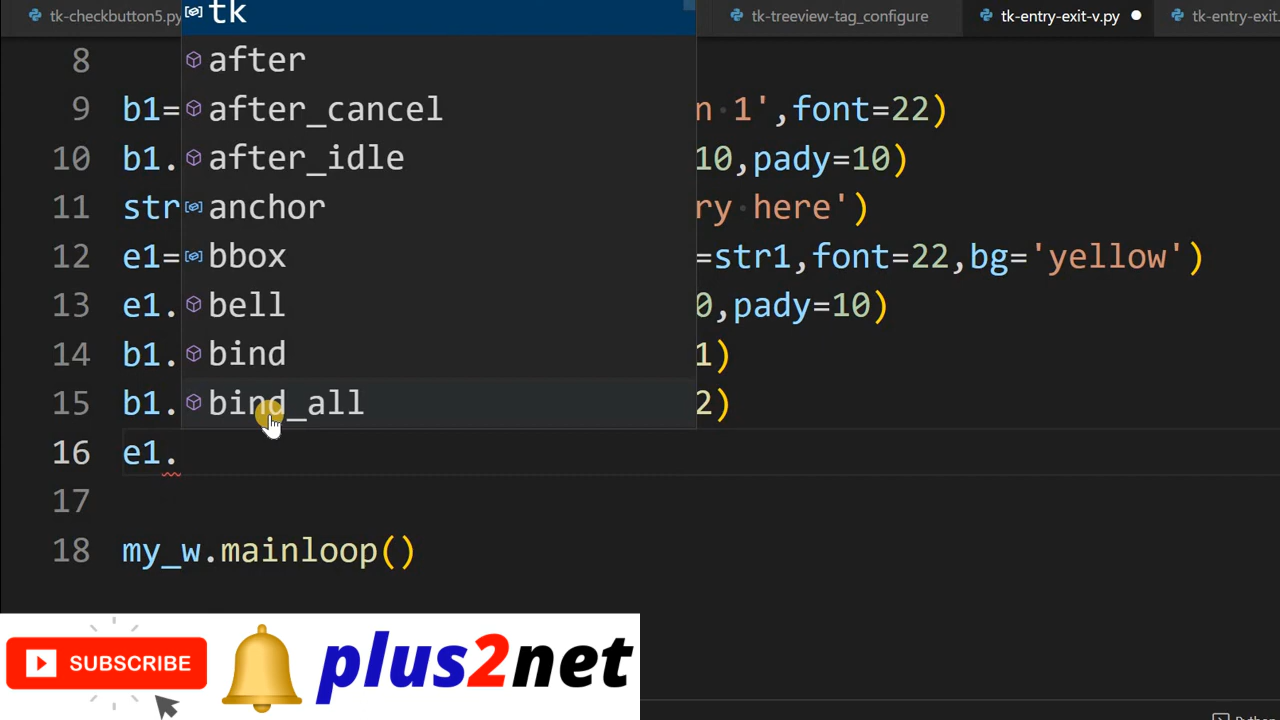 tk-checkbutton5.py
tk-treeview-tag_configure
tk-entry-exit-v.py
tk-entry-exit.
tk
after
after_cancel
after_idle
anchor
bbox
bell
bind
bind_all
8
9 b1= n 1',font=22)
10 b1. 10,pady=10)
11 str ry here')
12 e1= =str1,font=22,bg='yellow')
13 e1. 0,pady=10)
14 b1. 1)
15 b1. 2)
16 e1.
17
18 my_w.mainloop()
SUBSCRIBE
plus2net
Python